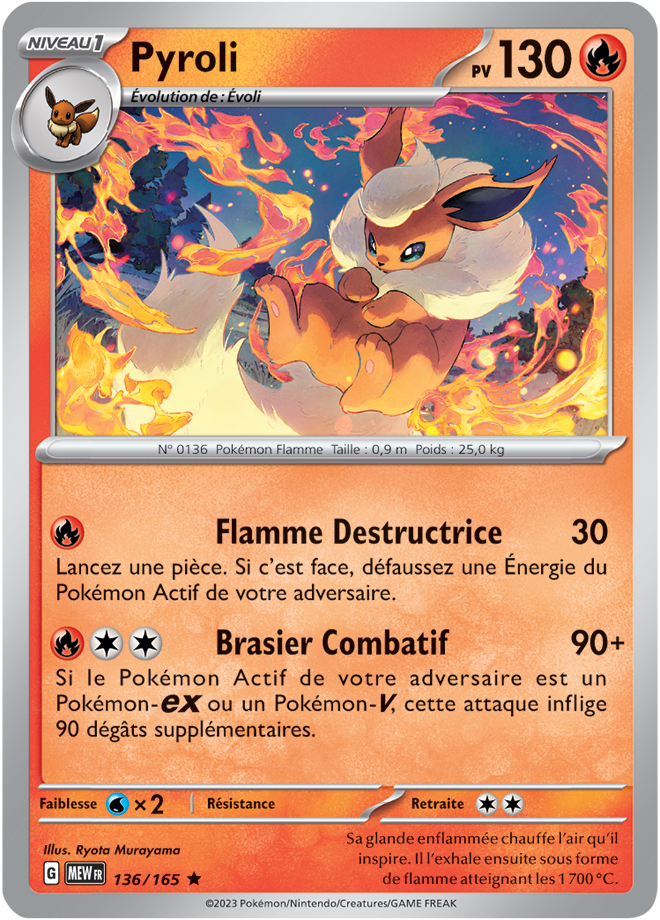 NIVEAU 1
Pyroli
PV 130
Évolution de : Évoli
N° 0136 Pokémon Flamme Taille : 0,9 m Poids : 25,0 kg
Flamme Destructrice 30
Lancez une pièce. Si c'est face, défaussez une Énergie du
Pokémon Actif de votre adversaire.
Brasier Combatif 90+
Si le Pokémon Actif de votre adversaire est un
Pokémon-ex ou un Pokémon-V, cette attaque inflige
90 dégâts supplémentaires.
Faiblesse ×2 Résistance Retraite
Illus. Ryota Murayama
G MEW FR 136/165 ★
Sa glande enflammée chauffe l'air qu'il
inspire. Il l'exhale ensuite sous forme
de flamme atteignant les 1 700 °C.
©2023 Pokémon/Nintendo/Creatures/GAME FREAK